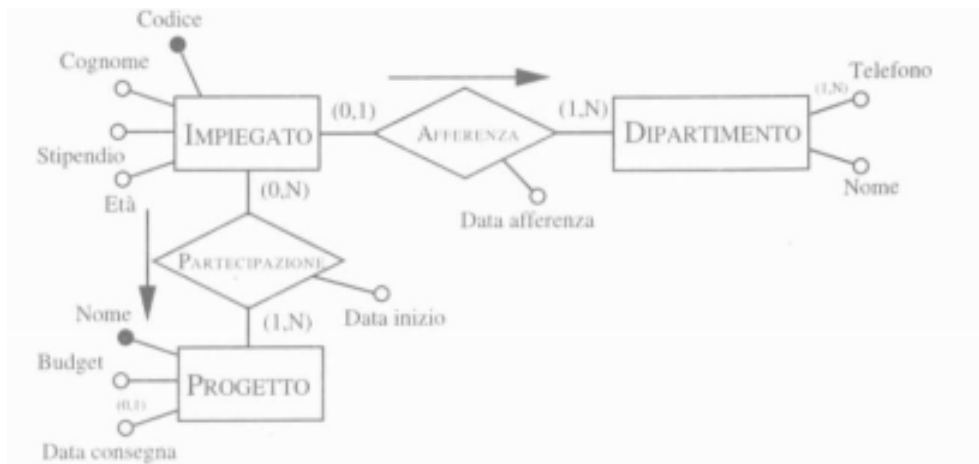 Codice
Cognome
Telefono
(0,1)
(1,N)
(1,N)
IMPIEGATO
AFFERENZA
DIPARTIMENTO
Stipendio
(0,N)
Nome
Età
Data afferenza
PARTECIPAZIONE
Nome
(1,N)
Data inizio
Budget
PROGETTO
(0,1)
Data consegna